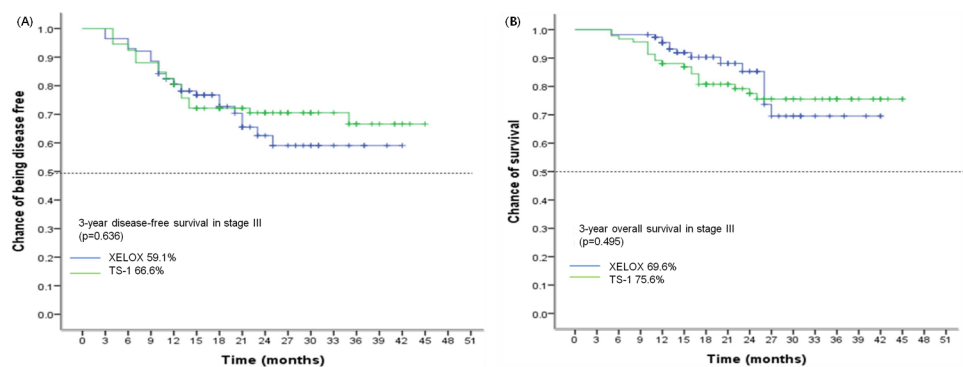 (A)
Chance of being disease free
1.0
0.9
0.8
0.7
0.6
0.5
0.4
0.3
0.2
0.1
0.0
3-year disease-free survival in stage III
(p=0.636)
XELOX 59.1%
TS-1 66.6%
0 3 6 9 12 15 18 21 24 27 30 33 36 39 42 45 48 51
Time (months)
(B)
Chance of survival
1.0
0.9
0.8
0.7
0.6
0.5
0.4
0.3
0.2
0.1
0.0
3-year overall survival in stage III
(p=0.495)
XELOX 69.6%
TS-1 75.6%
0 3 6 9 12 15 18 21 24 27 30 33 36 39 42 45 48 51
Time (months)